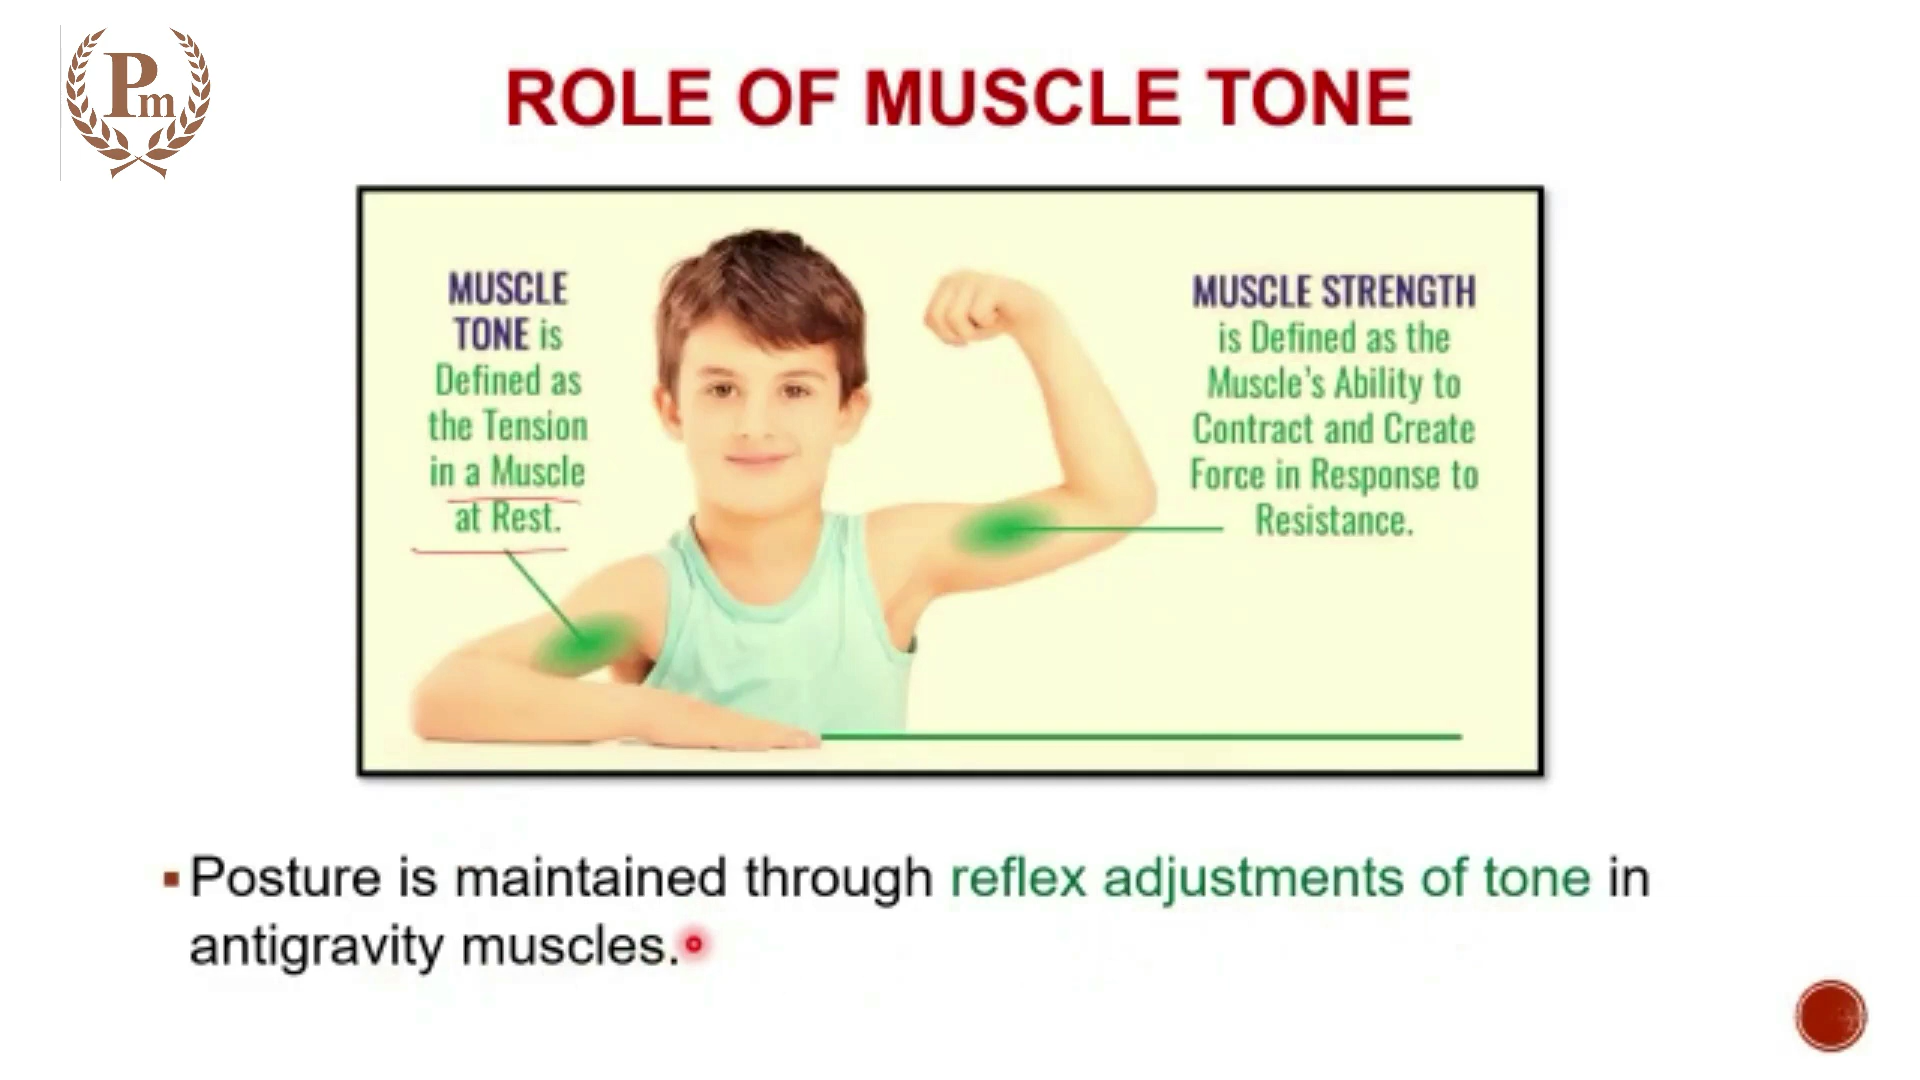 Pm
ROLE OF MUSCLE TONE
MUSCLE
TONE is
Defined as
the Tension
in a Muscle
at Rest.
MUSCLE STRENGTH
is Defined as the
Muscle's Ability to
Contract and Create
Force in Response to
Resistance.
▪ Posture is maintained through reflex adjustments of tone in
antigravity muscles.